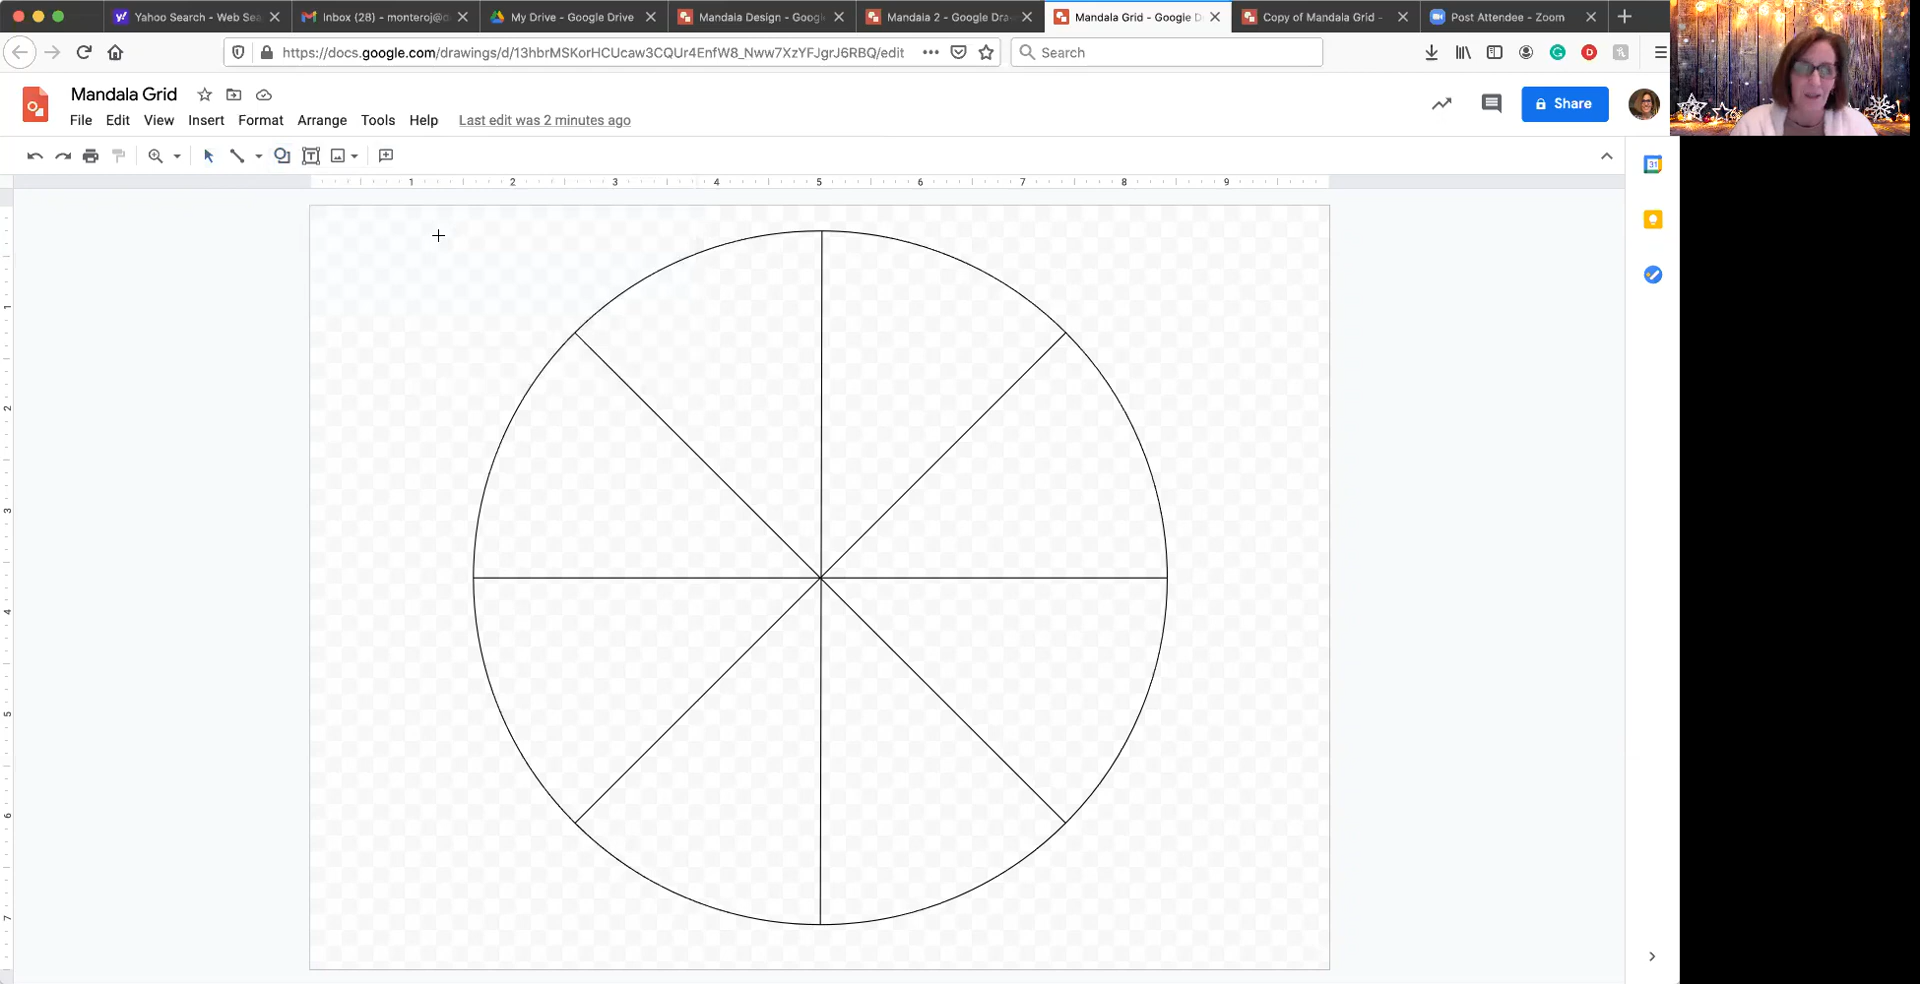 Yahoo Search - Web Sea
Inbox (28) - monteroj@d
My Drive - Google Drive
Mandala Design - Google
Mandala 2 - Google Draw
Mandala Grid - Google D
Copy of Mandala Grid -
Post Attendee - Zoom
https://docs.google.com/drawings/d/13hbrMSKorHCUcaw3CQUr4EnfW8_Nww7XzYFJgrJ6RBQ/edit
Search
Mandala Grid
Share
File Edit View Insert Format Arrange Tools Help Last edit was 2 minutes ago
1 2 3 4 5 6 7 8 9
31
1
2
3
4
5
6
7